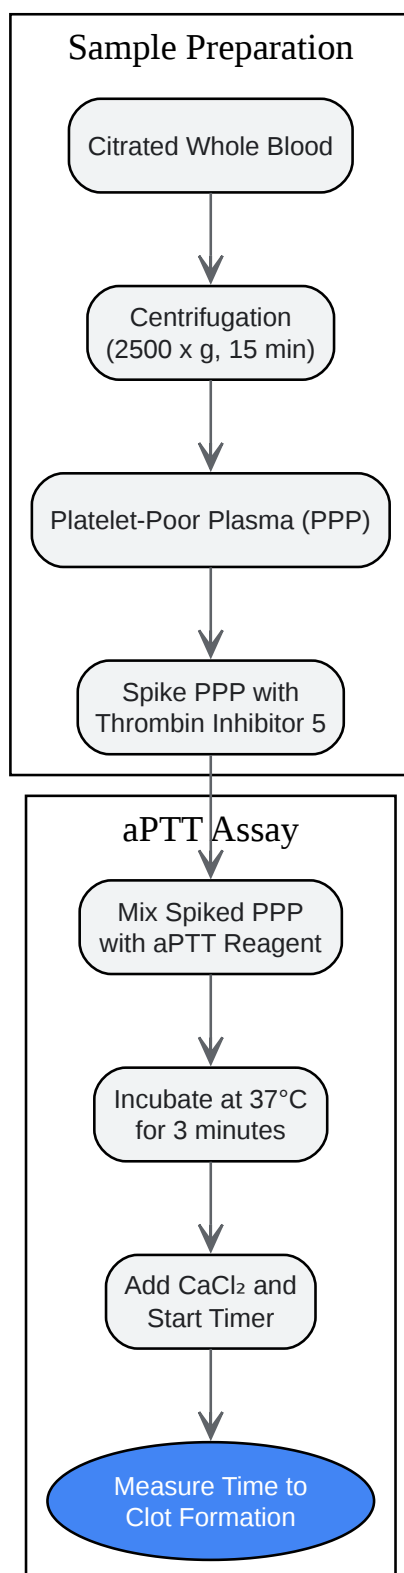 Sample Preparation
Citrated Whole Blood
Centrifugation
(2500 x g, 15 min)
Platelet-Poor Plasma (PPP)
Spike PPP with
Thrombin Inhibitor 5
aPTT Assay
Mix Spiked PPP
with aPTT Reagent
Incubate at 37°C
for 3 minutes
Add CaCl₂ and
Start Timer
Measure Time to
Clot Formation